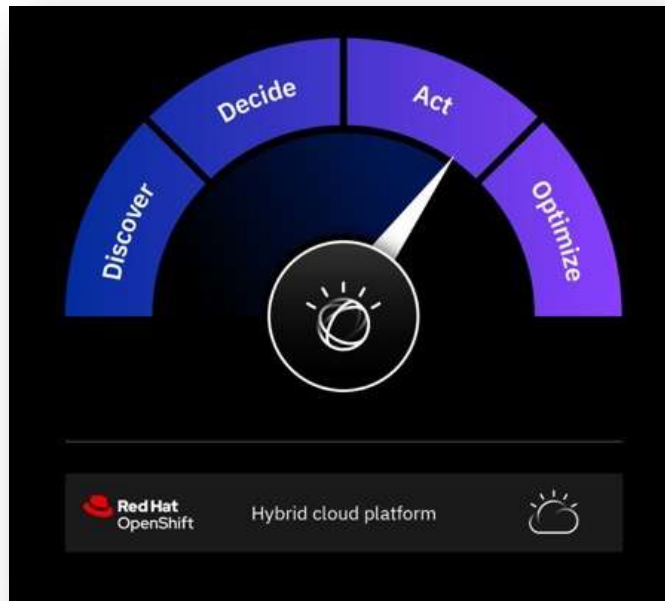 Discover
Decide
Act
Optimize
Red Hat
OpenShift
Hybrid cloud platform